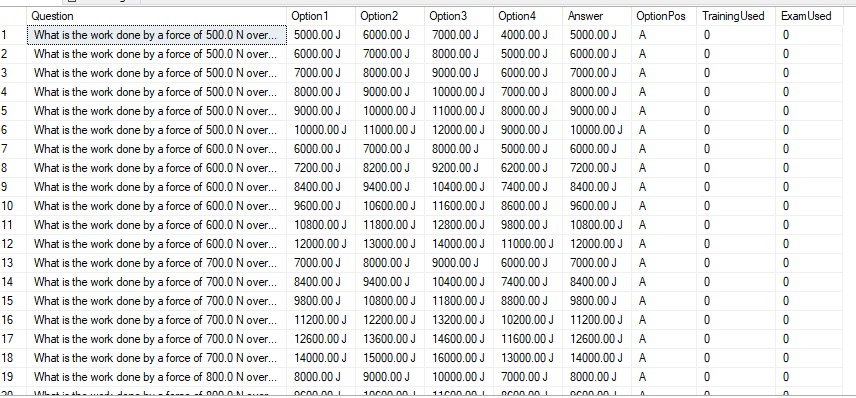 Question Option1 Option2 Option3 Option4 Answer OptionPos TrainingUsed ExamUsed
1 What is the work done by a force of 500.0 N over... 5000.00 J 6000.00 J 7000.00 J 4000.00 J 5000.00 J A 0 0
2 What is the work done by a force of 500.0 N over... 6000.00 J 7000.00 J 8000.00 J 5000.00 J 6000.00 J A 0 0
3 What is the work done by a force of 500.0 N over... 7000.00 J 8000.00 J 9000.00 J 6000.00 J 7000.00 J A 0 0
4 What is the work done by a force of 500.0 N over... 8000.00 J 9000.00 J 10000.00 J 7000.00 J 8000.00 J A 0 0
5 What is the work done by a force of 500.0 N over... 9000.00 J 10000.00 J 11000.00 J 8000.00 J 9000.00 J A 0 0
6 What is the work done by a force of 500.0 N over... 10000.00 J 11000.00 J 12000.00 J 9000.00 J 10000.00 J A 0 0
7 What is the work done by a force of 600.0 N over... 6000.00 J 7000.00 J 8000.00 J 5000.00 J 6000.00 J A 0 0
8 What is the work done by a force of 600.0 N over... 7200.00 J 8200.00 J 9200.00 J 6200.00 J 7200.00 J A 0 0
9 What is the work done by a force of 600.0 N over... 8400.00 J 9400.00 J 10400.00 J 7400.00 J 8400.00 J A 0 0
10 What is the work done by a force of 600.0 N over... 9600.00 J 10600.00 J 11600.00 J 8600.00 J 9600.00 J A 0 0
11 What is the work done by a force of 600.0 N over... 10800.00 J 11800.00 J 12800.00 J 9800.00 J 10800.00 J A 0 0
12 What is the work done by a force of 600.0 N over... 12000.00 J 13000.00 J 14000.00 J 11000.00 J 12000.00 J A 0 0
13 What is the work done by a force of 700.0 N over... 7000.00 J 8000.00 J 9000.00 J 6000.00 J 7000.00 J A 0 0
14 What is the work done by a force of 700.0 N over... 8400.00 J 9400.00 J 10400.00 J 7400.00 J 8400.00 J A 0 0
15 What is the work done by a force of 700.0 N over... 9800.00 J 10800.00 J 11800.00 J 8800.00 J 9800.00 J A 0 0
16 What is the work done by a force of 700.0 N over... 11200.00 J 12200.00 J 13200.00 J 10200.00 J 11200.00 J A 0 0
17 What is the work done by a force of 700.0 N over... 12600.00 J 13600.00 J 14600.00 J 11600.00 J 12600.00 J A 0 0
18 What is the work done by a force of 700.0 N over... 14000.00 J 15000.00 J 16000.00 J 13000.00 J 14000.00 J A 0 0
19 What is the work done by a force of 800.0 N over... 8000.00 J 9000.00 J 10000.00 J 7000.00 J 8000.00 J A 0 0